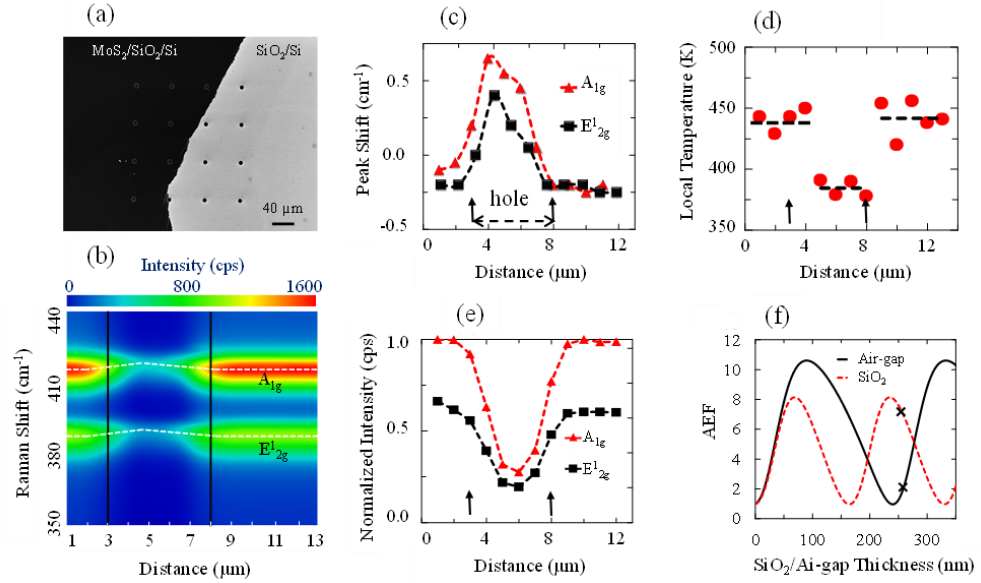 (a)
MoS2/SiO2/Si
SiO2/Si
40 µm
(b)
Intensity (cps)
0
800
1600
Raman Shift (cm-1)
440
410
380
350
A1g
E12g
1
3
5
7
9
11
13
Distance (µm)
(c)
Peak Shift (cm-1)
0.5
0.0
-0.5
A1g
E12g
hole
0
4
8
12
Distance (µm)
(d)
Local Temperatur (K)
500
450
400
350
0
4
8
12
Distance (µm)
(e)
Normalized Intensity (cps)
1.0
0.5
0.0
A1g
E12g
0
4
8
12
Distance (µm)
(f)
AEF
12
10
8
6
4
2
0
Air-gap
SiO2
0
100
200
300
SiO2/Ai-gap Thickness (nm)